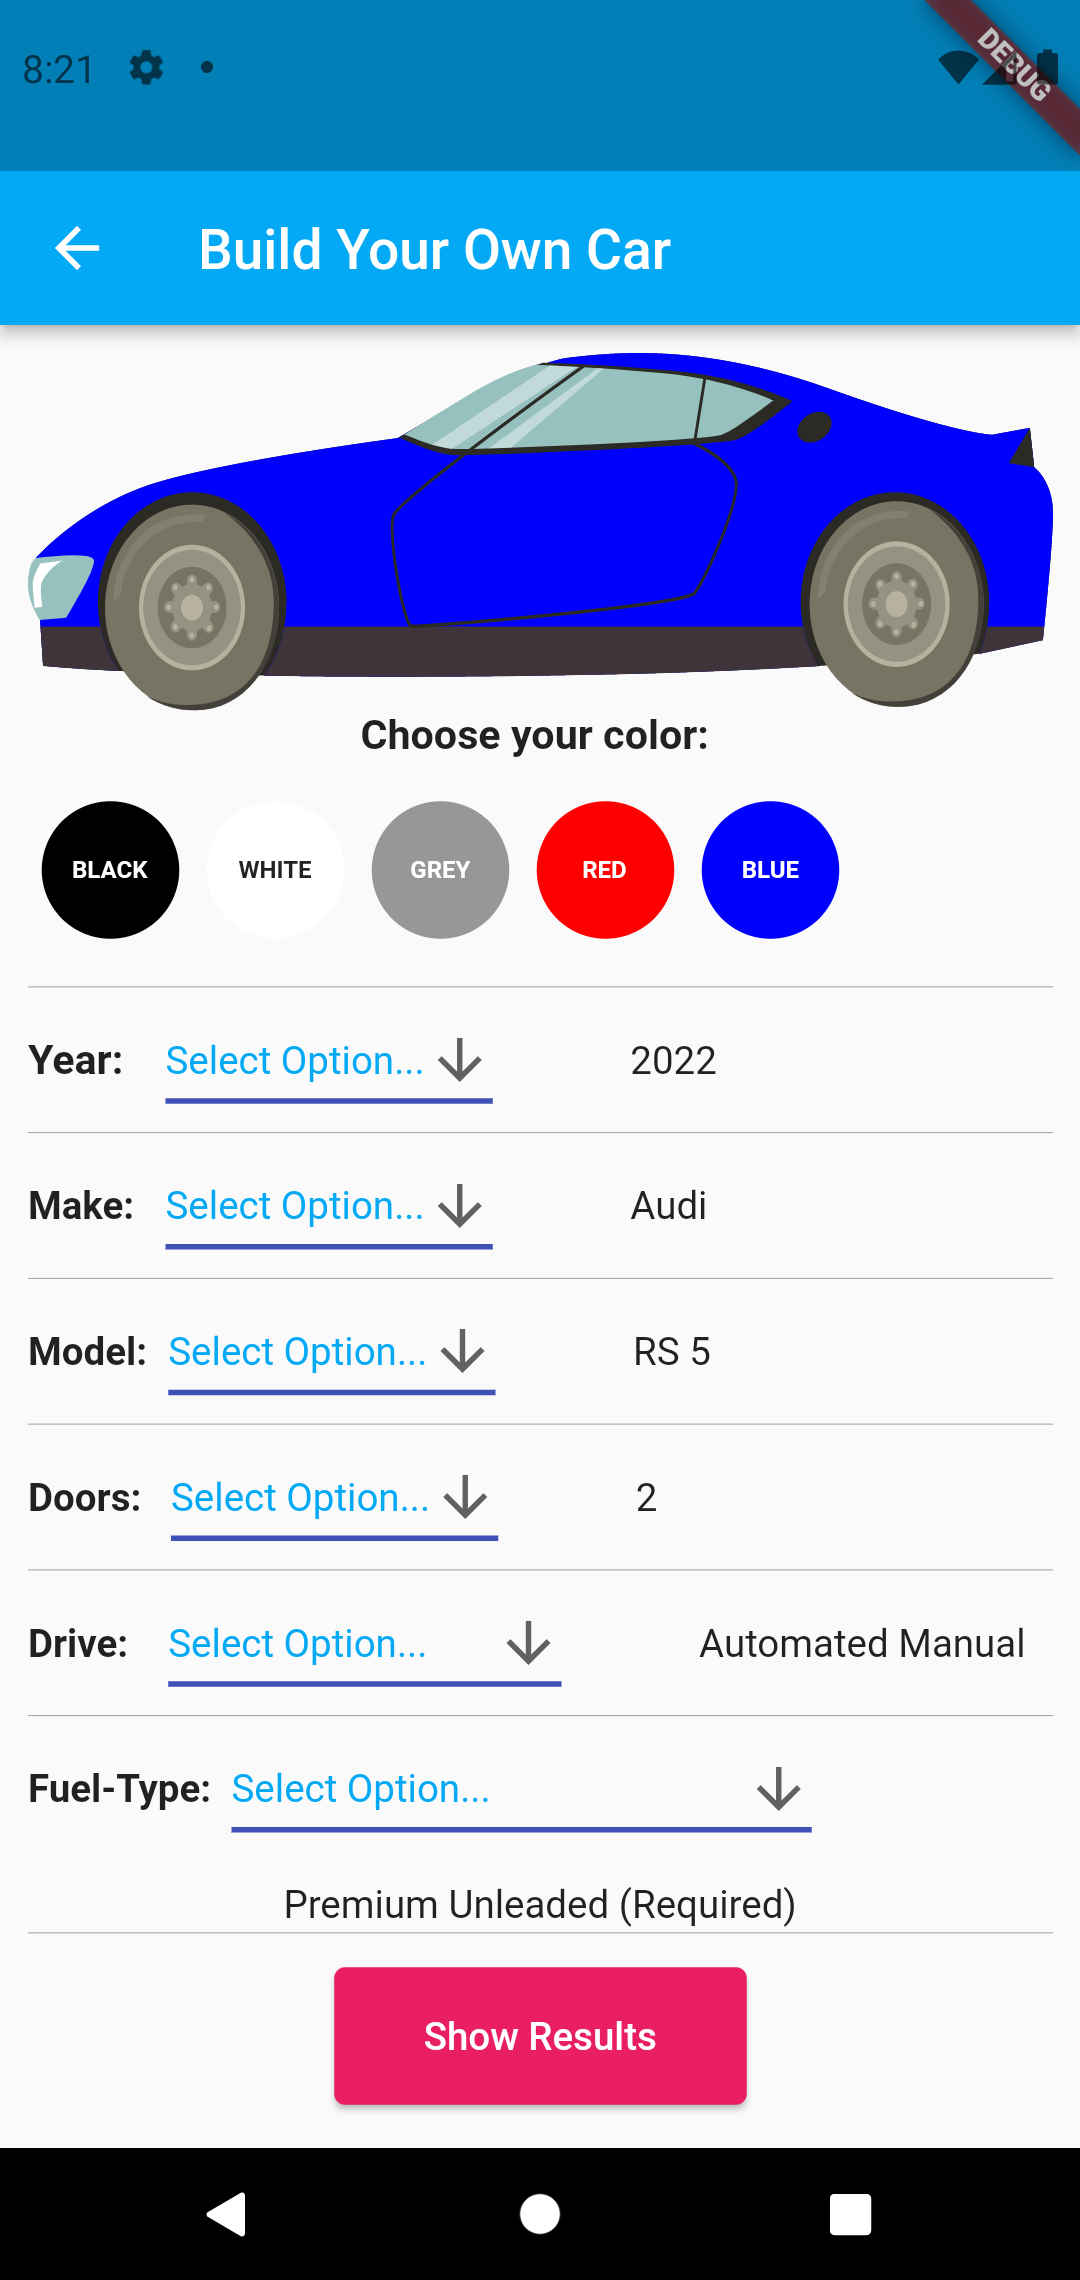 8:21
DEBUG
Build Your Own Car
Choose your color:
BLACK WHITE GREY RED BLUE
Year: Select Option... 2022
Make: Select Option... Audi
Model: Select Option... RS 5
Doors: Select Option... 2
Drive: Select Option... Automated Manual
Fuel-Type: Select Option...
Premium Unleaded (Required)
Show Results